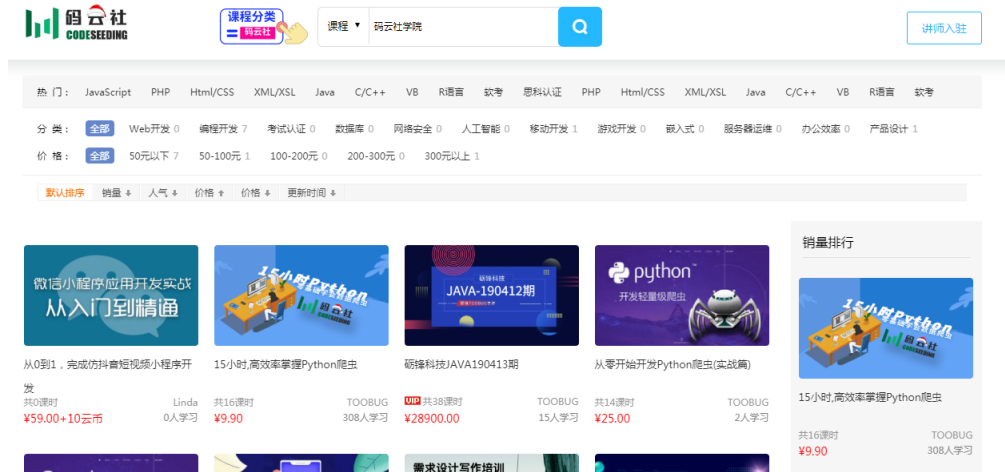 码云社
CODESEEDING
课程分类
码云社
课程 ▼ 码云社学院
讲师入驻
热 门： JavaScript PHP Html/CSS XML/XSL Java C/C++ VB R语言 软考 思科认证 PHP Html/CSS XML/XSL Java C/C++ VB R语言 软考
分 类： 全部 Web开发 0 编程开发 7 考试认证 0 数据库 0 网络安全 0 人工智能 0 移动开发 1 游戏开发 0 嵌入式 0 服务器运维 0 办公效率 0 产品设计 1
价 格： 全部 50元以下 7 50-100元 1 100-200元 0 200-300元 0 300元以上 1
默认排序 销量 人气 价格 价格 更新时间
销量排行
微信小程序应用开发实战
从入门到精通
15小时Python
码云社
CODESEEDING
砺锋科技
JAVA-190412期
python
开发轻量级爬虫
15小时Python
码云社
CODESEEDING
从0到1，完成仿抖音短视频小程序开
发
共0课时 Linda
¥59.00+10云币 0人学习
15小时,高效率掌握Python爬虫
共16课时 TOOBUG
¥9.90 308人学习
砺锋科技JAVA190413期
VIP 共38课时 TOOBUG
¥28900.00 15人学习
从零开始开发Python爬虫(实战篇)
共14课时 TOOBUG
¥25.00 2人学习
15小时,高效率掌握Python爬虫
共16课时 TOOBUG
¥9.90 308人学习
需求设计写作培训